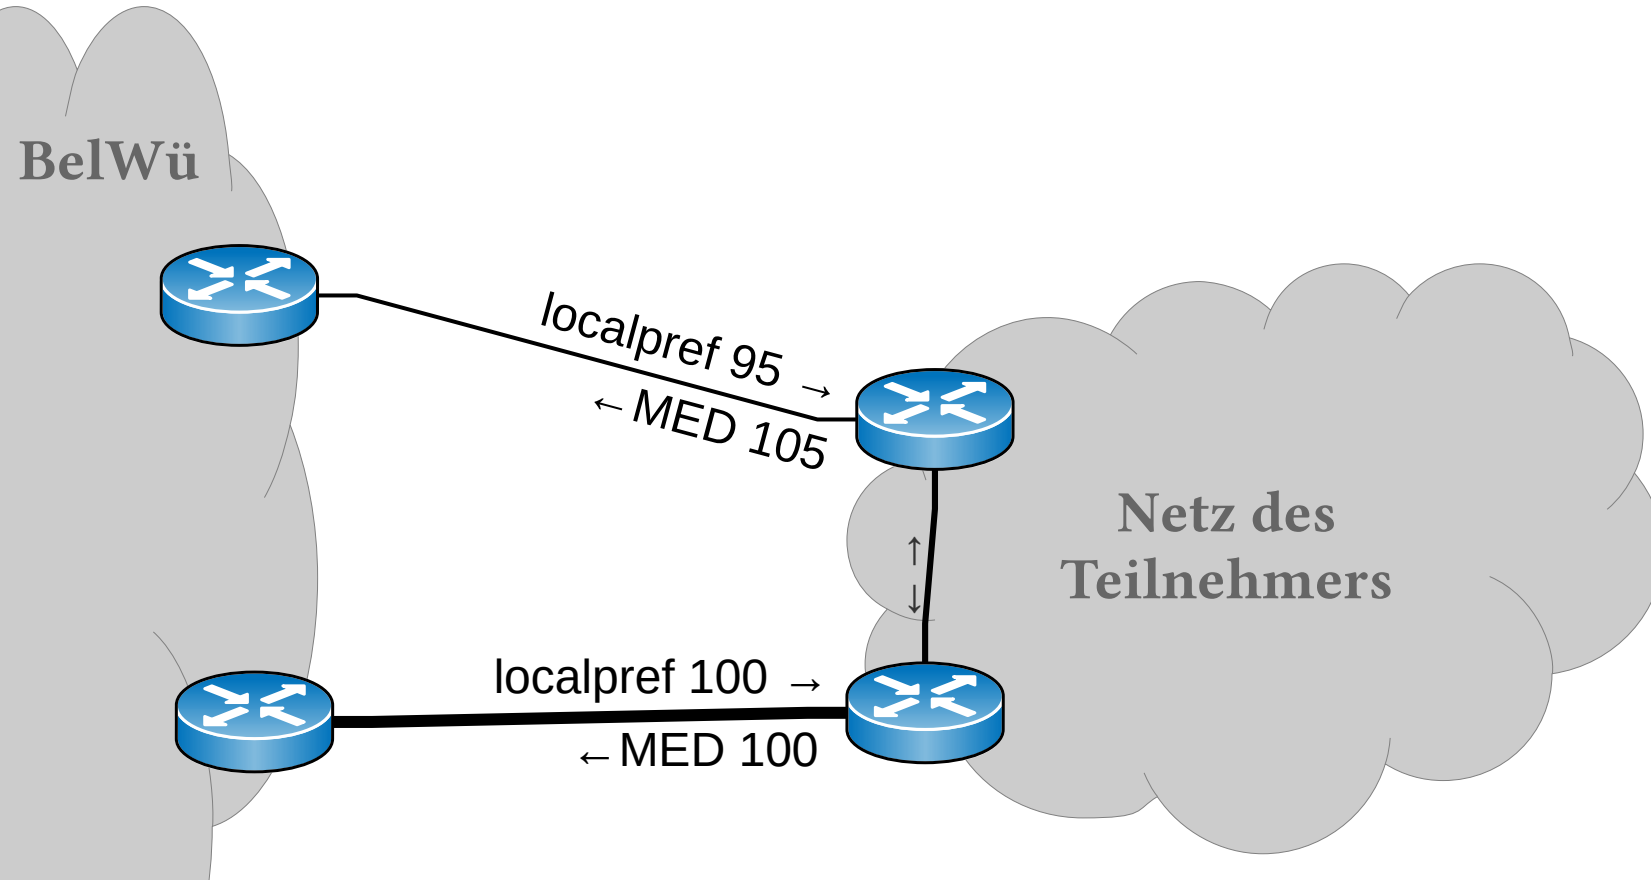 BelWü
localpref 95 →
←MED 105
Netz des
Teilnehmers
↑
↓
localpref 100 →
←MED 100